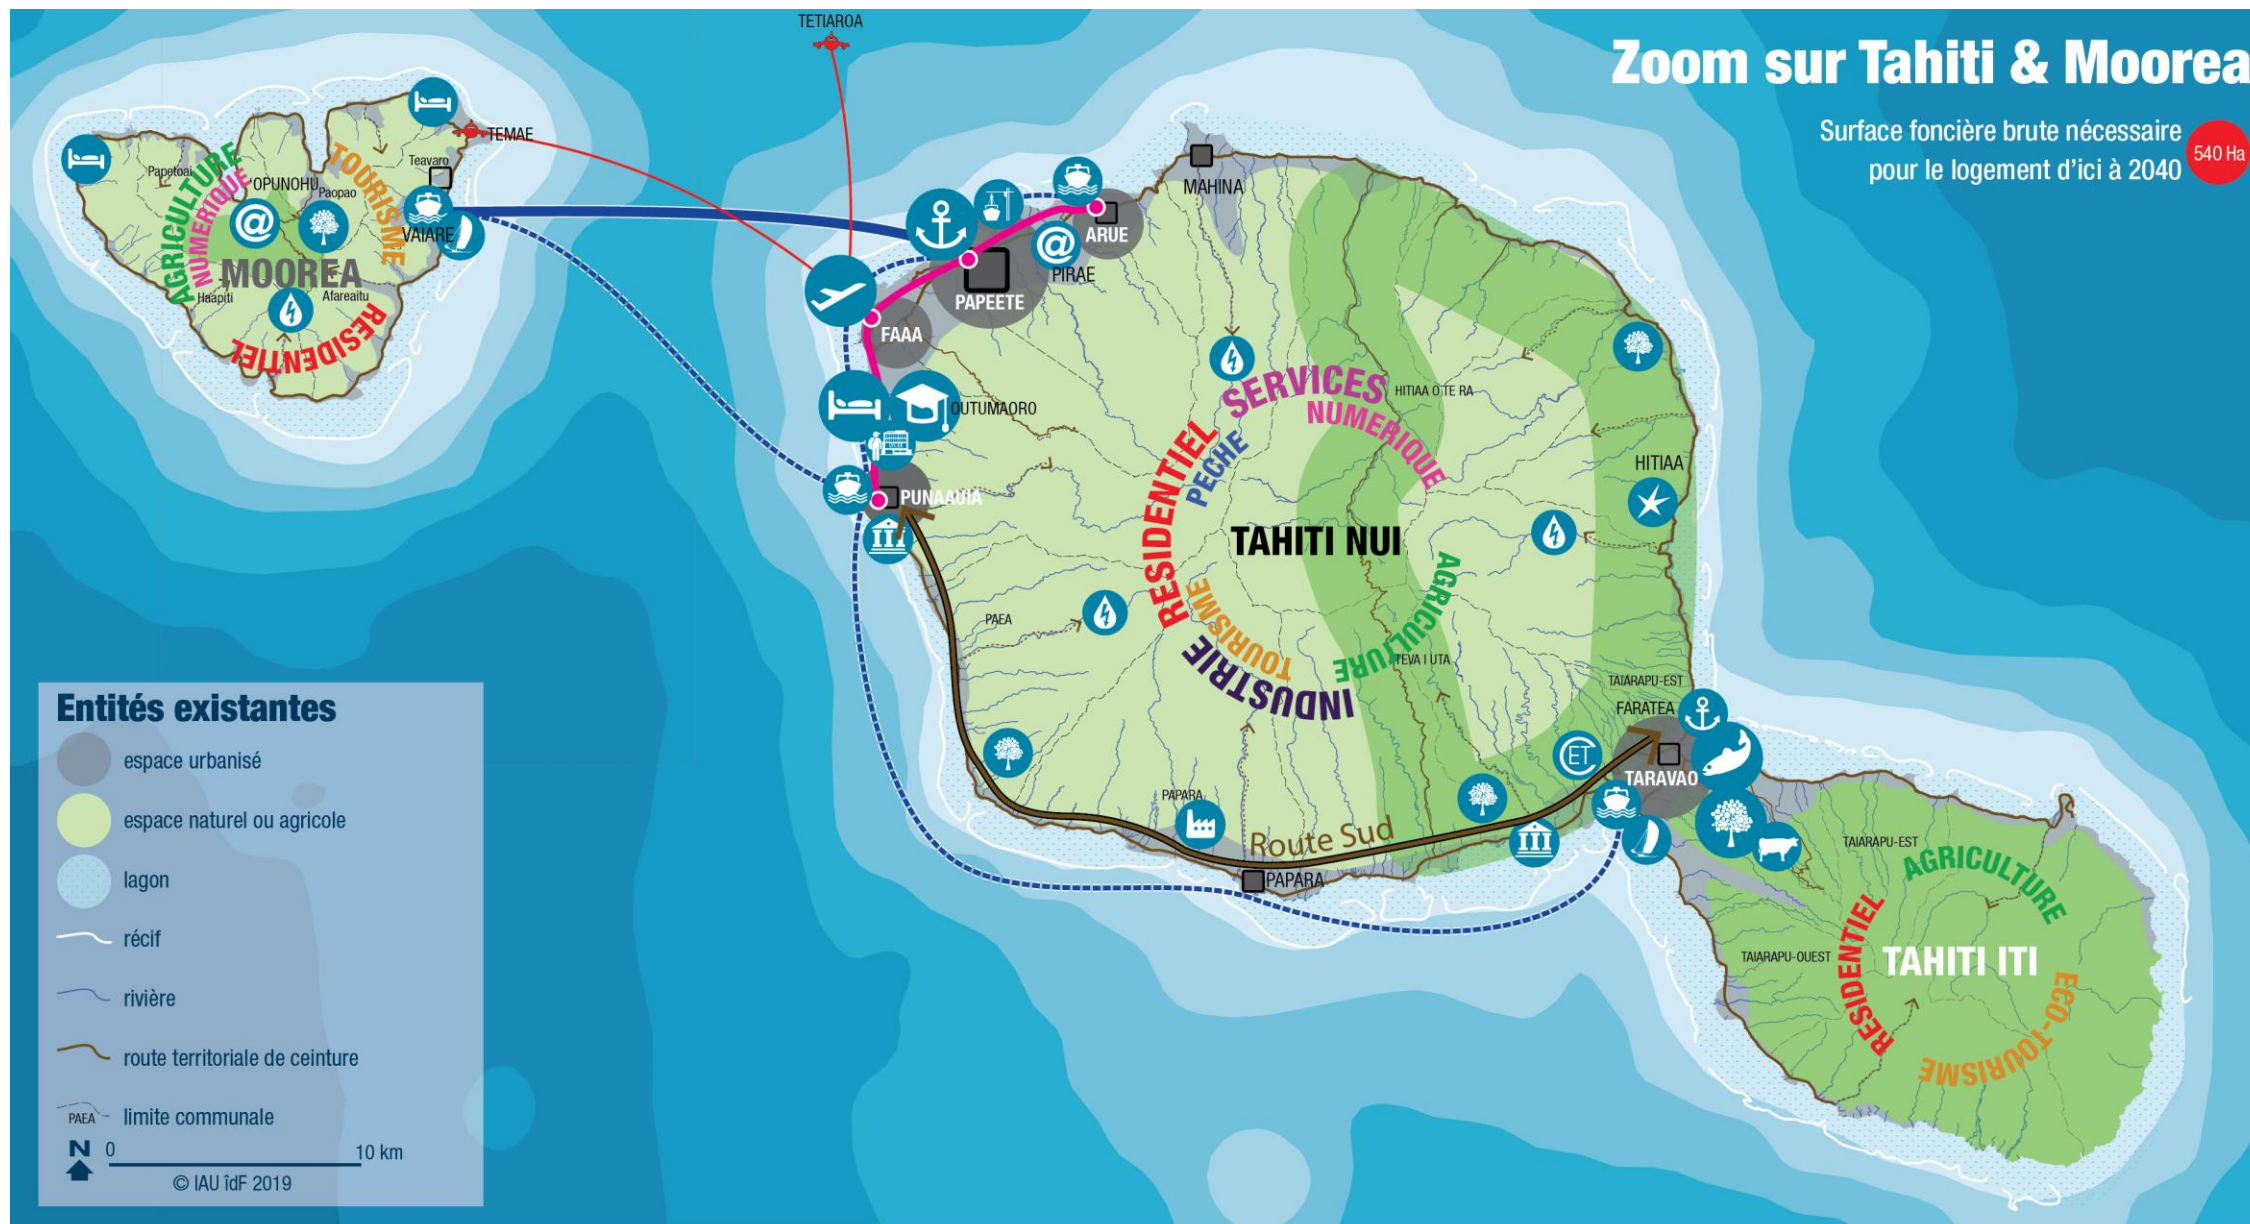 Zoom sur Tahiti & Moorea
Surface foncière brute nécessaire
pour le logement d'ici à 2040
540 Ha
TETIAROA
TEMAE
Teavaro
Papetoai
'OPUNOHU
Paopao
AGRICULTURE
NUMERIQUE
TOURISME
VAIARE
MOOREA
Haapiti
Afareaitu
RESIDENTIEL
@
MAHINA
ARUE
@
PIRAE
PAPEETE
FAAA
OUTUMAORO
PUNAAUIA
SERVICES
NUMERIQUE
HITIAA O TE RA
RESIDENTIEL
PECHE
HITIAA
TAHITI NUI
AGRICULTURE
TOURISME
INDUSTRIE
PAEA
TEVA I UTA
TAIARAPU-EST
FARATEA
CET
TARAVAO
PAPARA
Route Sud
PAPARA
TAIARAPU-EST
AGRICULTURE
RESIDENTIEL
TAIARAPU-OUEST
TAHITI ITI
ECO-TOURISME
Entités existantes
espace urbanisé
espace naturel ou agricole
lagon
récif
rivière
route territoriale de ceinture
PAEA limite communale
N 0 10 km
© IAU îdF 2019